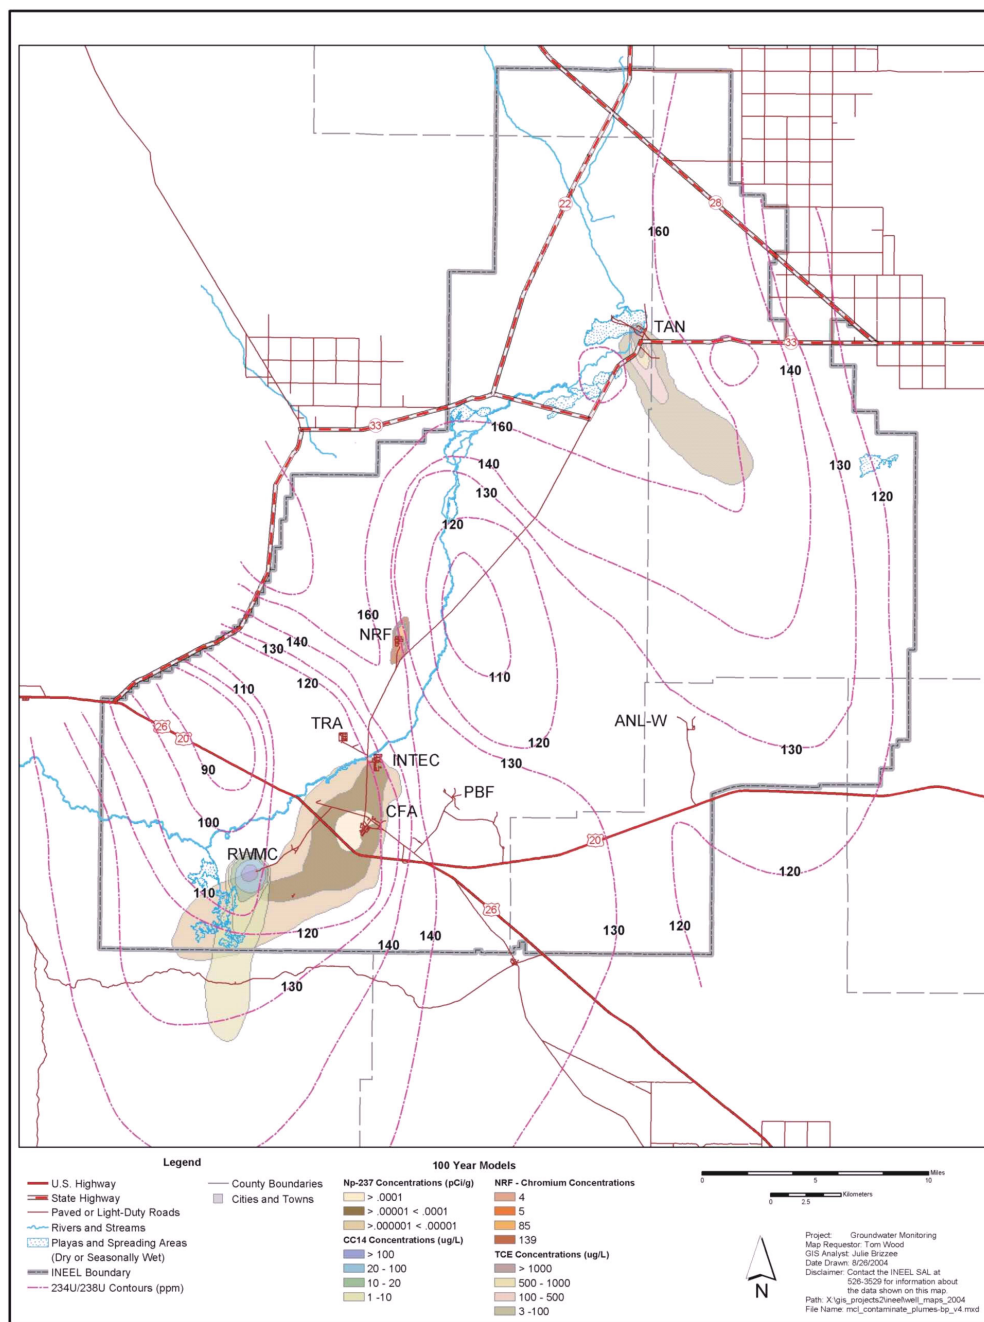 22
28
160
TAN
33
140
33
160
140
130
130
120
120
160
NRF
140
130
120
110
110
TRA
26
20
ANL-W
120
130
INTEC
130
90
PBF
CFA
100
20
RWMC
120
110
26
120
140
140
130
120
130
Legend
U.S. Highway
State Highway
Paved or Light-Duty Roads
Rivers and Streams
Playas and Spreading Areas
(Dry or Seasonally Wet)
INEEL Boundary
234U/238U Contours (ppm)
County Boundaries
Cities and Towns
100 Year Models
Np-237 Concentrations (pCi/g)
> .0001
> .00001 < .0001
>.000001 < .00001
CC14 Concentrations (ug/L)
> 100
20 - 100
10 - 20
1 -10
NRF - Chromium Concentrations
4
5
85
139
TCE Concentrations (ug/L)
> 1000
500 - 1000
100 - 500
3 -100
Miles
0 5 10
Kilometers
0 2.5
N
Project: Groundwater Monitoring
Map Requestor: Tom Wood
GIS Analyst: Julie Brizzee
Date Drawn: 8/26/2004
Disclaimer: Contact the INEEL SAL at
526-3529 for information about
the data shown on this map.
Path: X:\gis_projects2\ineel\well_maps_2004
File Name: mcl_contaminate_plumes-bp_v4.mxd